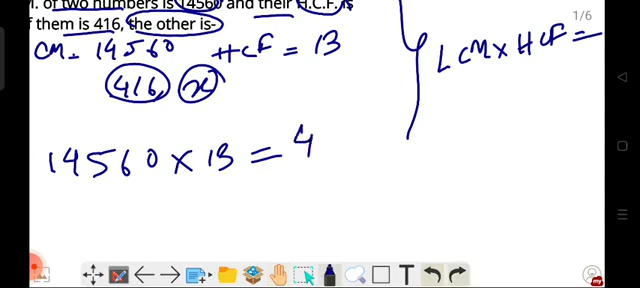 M. of two numbers is 14560 and their H.C.F. is
f them is 416, the other is-
CM = 14560 HCF = 13
416, x
LCM x HCF =
14560 x 13 = 4
1/6
T
my